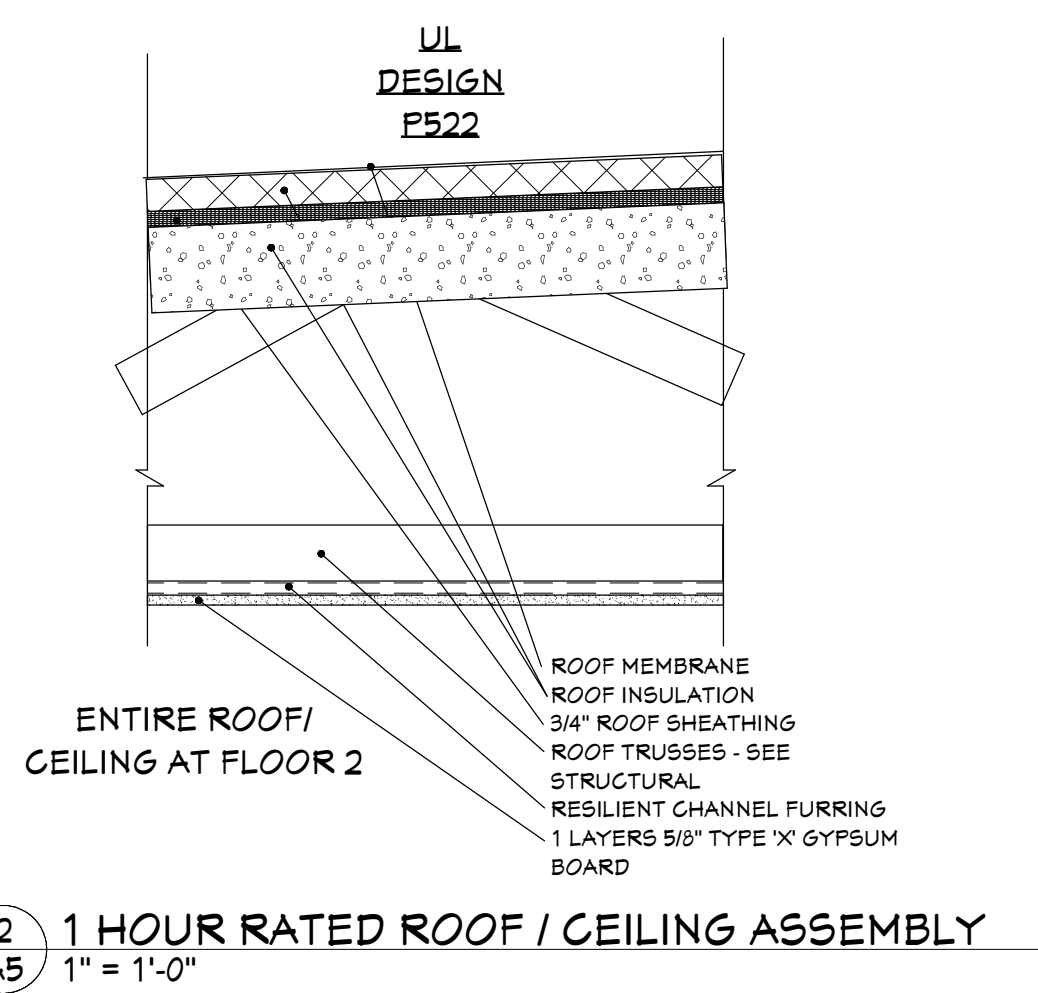 UL
DESIGN
P522
ROOF MEMBRANE
ROOF INSULATION
3/4" ROOF SHEATHING
ROOF TRUSSES - SEE
STRUCTURAL
RESILIENT CHANNEL FURRING
1 LAYERS 5/8" TYPE 'X' GYPSUM
BOARD
ENTIRE ROOF/
CEILING AT FLOOR 2
2
1 HOUR RATED ROOF / CEILING ASSEMBLY
1" = 1'-0"